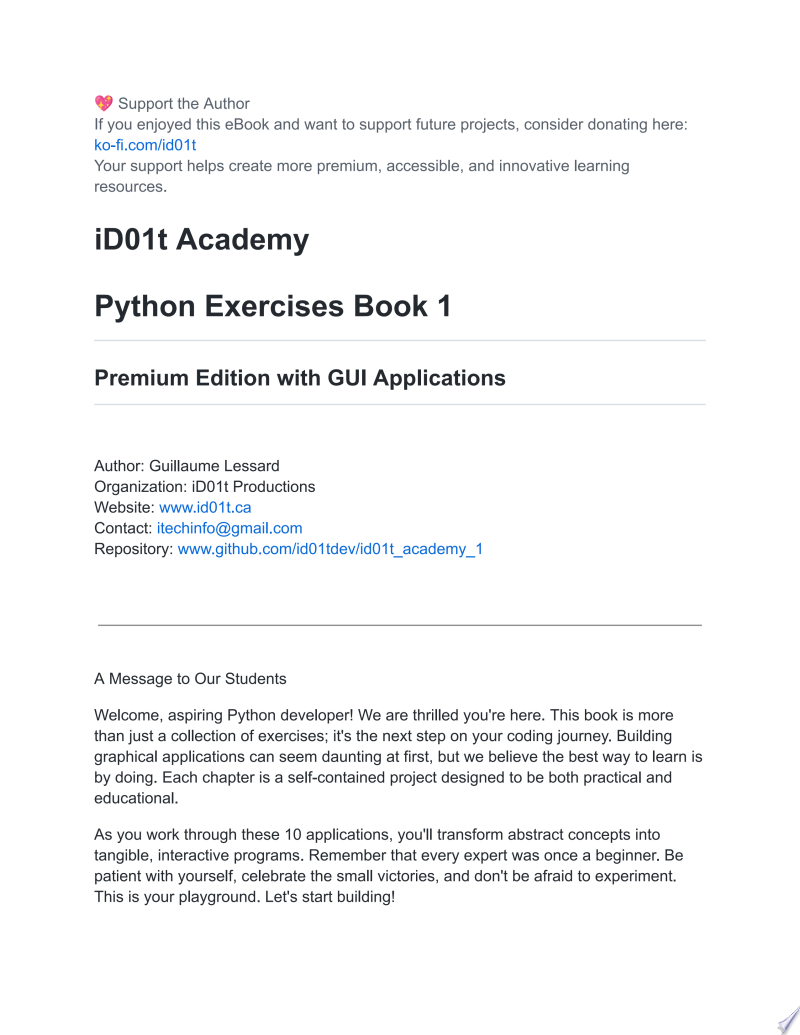 💖 Support the Author
If you enjoyed this eBook and want to support future projects, consider donating here:
ko-fi.com/id01t
Your support helps create more premium, accessible, and innovative learning
resources.
iD01t Academy
Python Exercises Book 1
Premium Edition with GUI Applications
Author: Guillaume Lessard
Organization: iD01t Productions
Website: www.id01t.ca
Contact: itechinfo@gmail.com
Repository: www.github.com/id01tdev/id01t_academy_1
A Message to Our Students
Welcome, aspiring Python developer! We are thrilled you're here. This book is more
than just a collection of exercises; it's the next step on your coding journey. Building
graphical applications can seem daunting at first, but we believe the best way to learn is
by doing. Each chapter is a self-contained project designed to be both practical and
educational.
As you work through these 10 applications, you'll transform abstract concepts into
tangible, interactive programs. Remember that every expert was once a beginner. Be
patient with yourself, celebrate the small victories, and don't be afraid to experiment.
This is your playground. Let's start building!